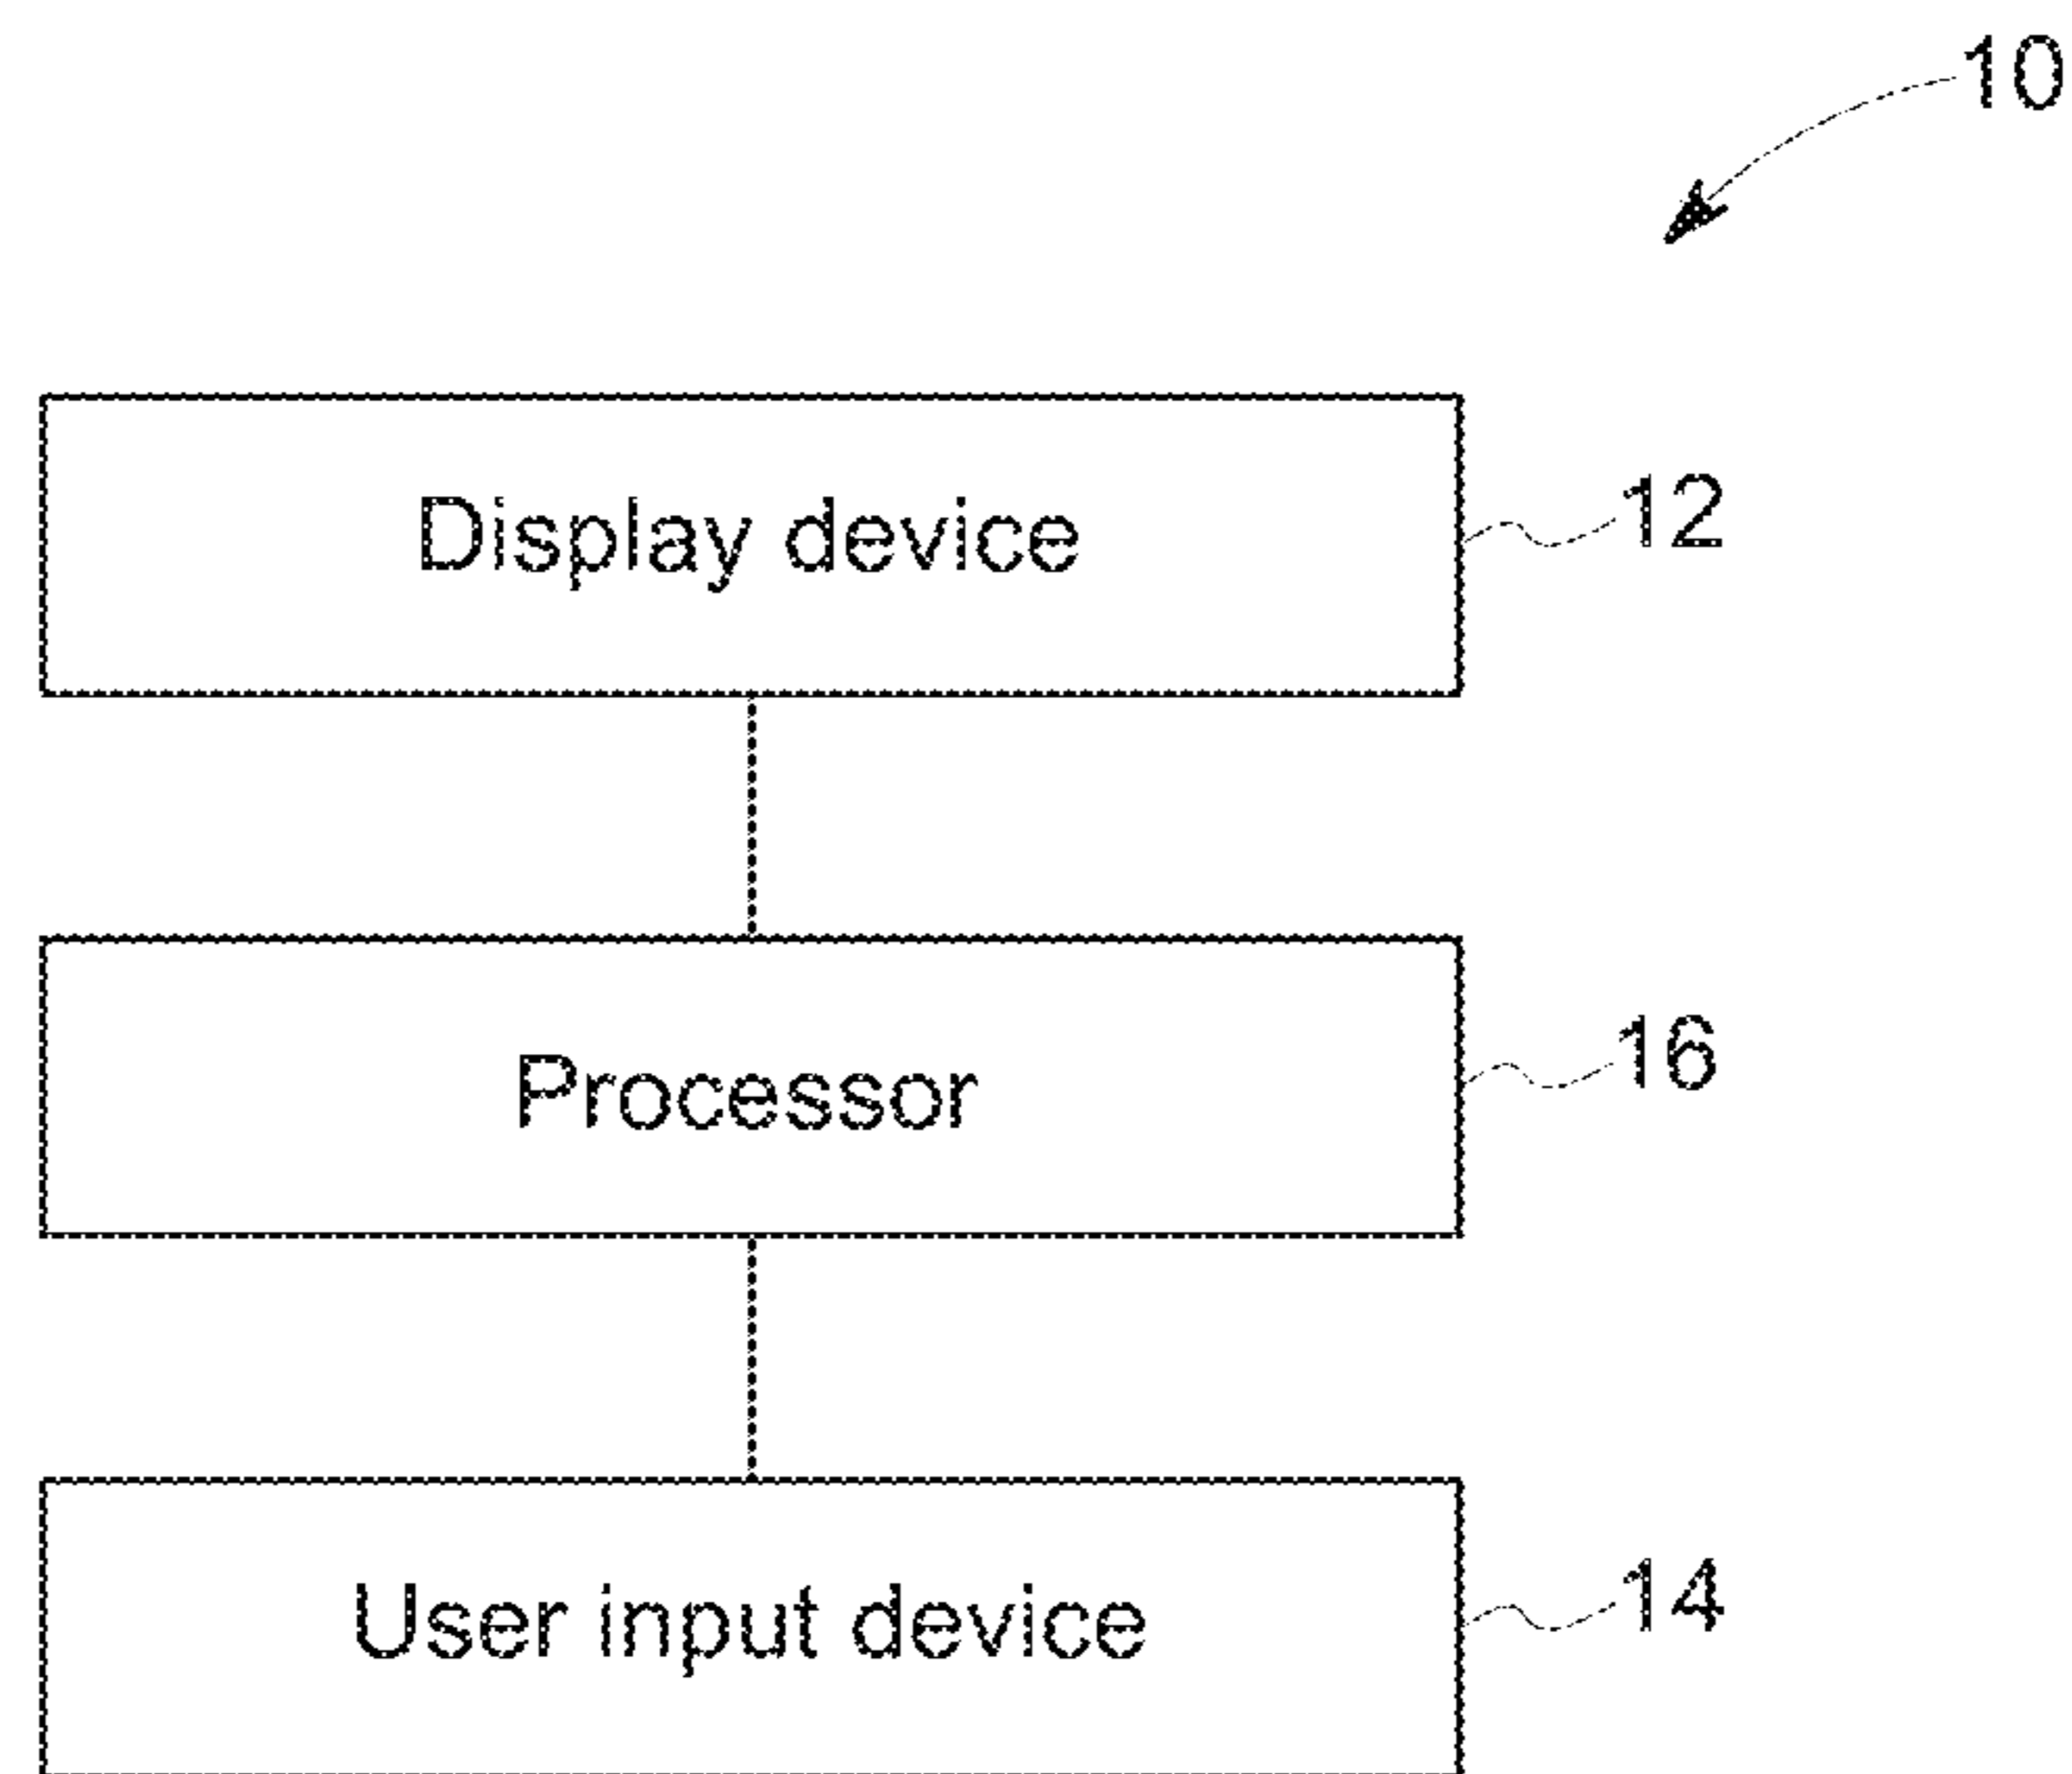 10
Display device
12
Processor
16
User input device
14